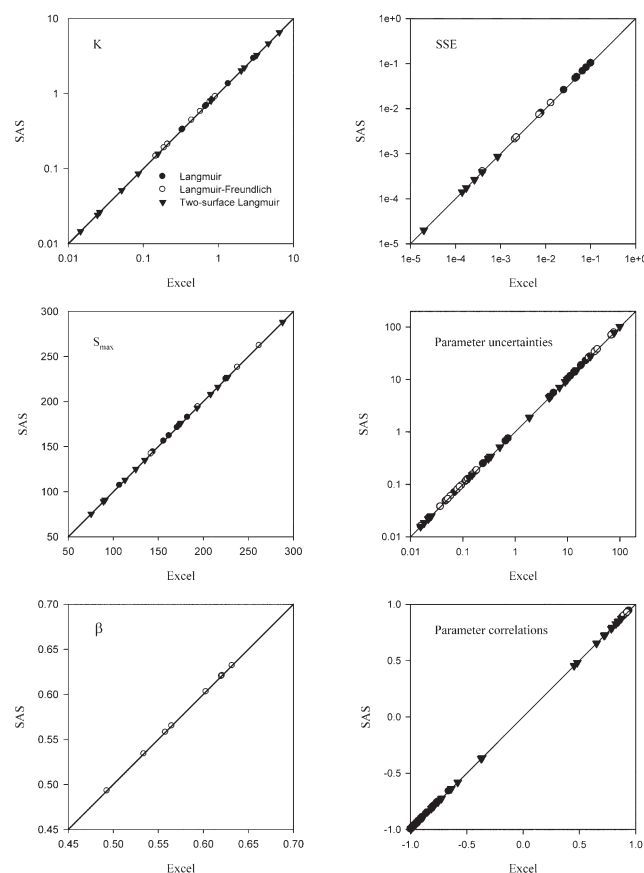 K
SAS
10
1
0.1
0.01
Langmuir
Langmuir-Freundlich
Two-surface Langmuir
0.01
0.1
1
10
Excel
SSE
SAS
1e+0
1e-1
1e-2
1e-3
1e-4
1e-5
1e-5
1e-4
1e-3
1e-2
1e-1
1e+0
Excel
Smax
SAS
300
250
200
150
100
50
50
100
150
200
250
300
Excel
Parameter uncertainties
SAS
100
10
1
0.1
0.01
0.01
0.1
1
10
100
Excel
β
SAS
0.70
0.65
0.60
0.55
0.50
0.45
0.45
0.50
0.55
0.60
0.65
0.70
Excel
Parameter correlations
SAS
1.0
0.5
0.0
-0.5
-1.0
-1.0
-0.5
0.0
0.5
1.0
Excel